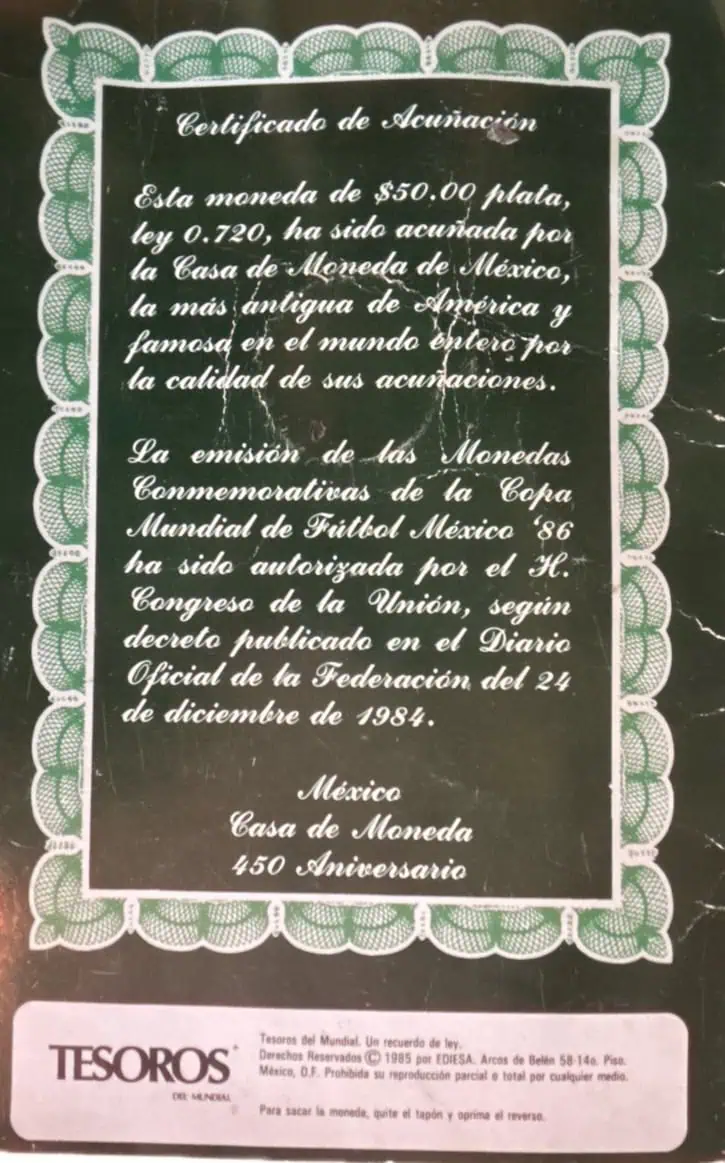 Certificado de Acuñación
Esta moneda de $50.00 plata,
ley 0.720, ha sido acuñada por
la Casa de Moneda de México,
la más antigua de América y
famosa en el mundo entero por
la calidad de sus acuñaciones.
La emisión de las Monedas
Conmemorativas de la Copa
Mundial de Fútbol México '86
ha sido autorizada por el H.
Congreso de la Unión, según
decreto publicado en el Diario
Oficial de la Federación, del 24
de diciembre de 1984.
México
Casa de Moneda
450 Aniversario
TESOROS
DEL MUNDIAL
Tesoros del Mundial. Un recuerdo de ley.
Derechos Reservados © 1985 por EDIESA. Arcos de Belén 58-14o. Piso.
México, D.F. Prohibida su reproducción parcial o total por cualquier medio.
Para sacar la moneda, quite el tapón y oprima el reverso.